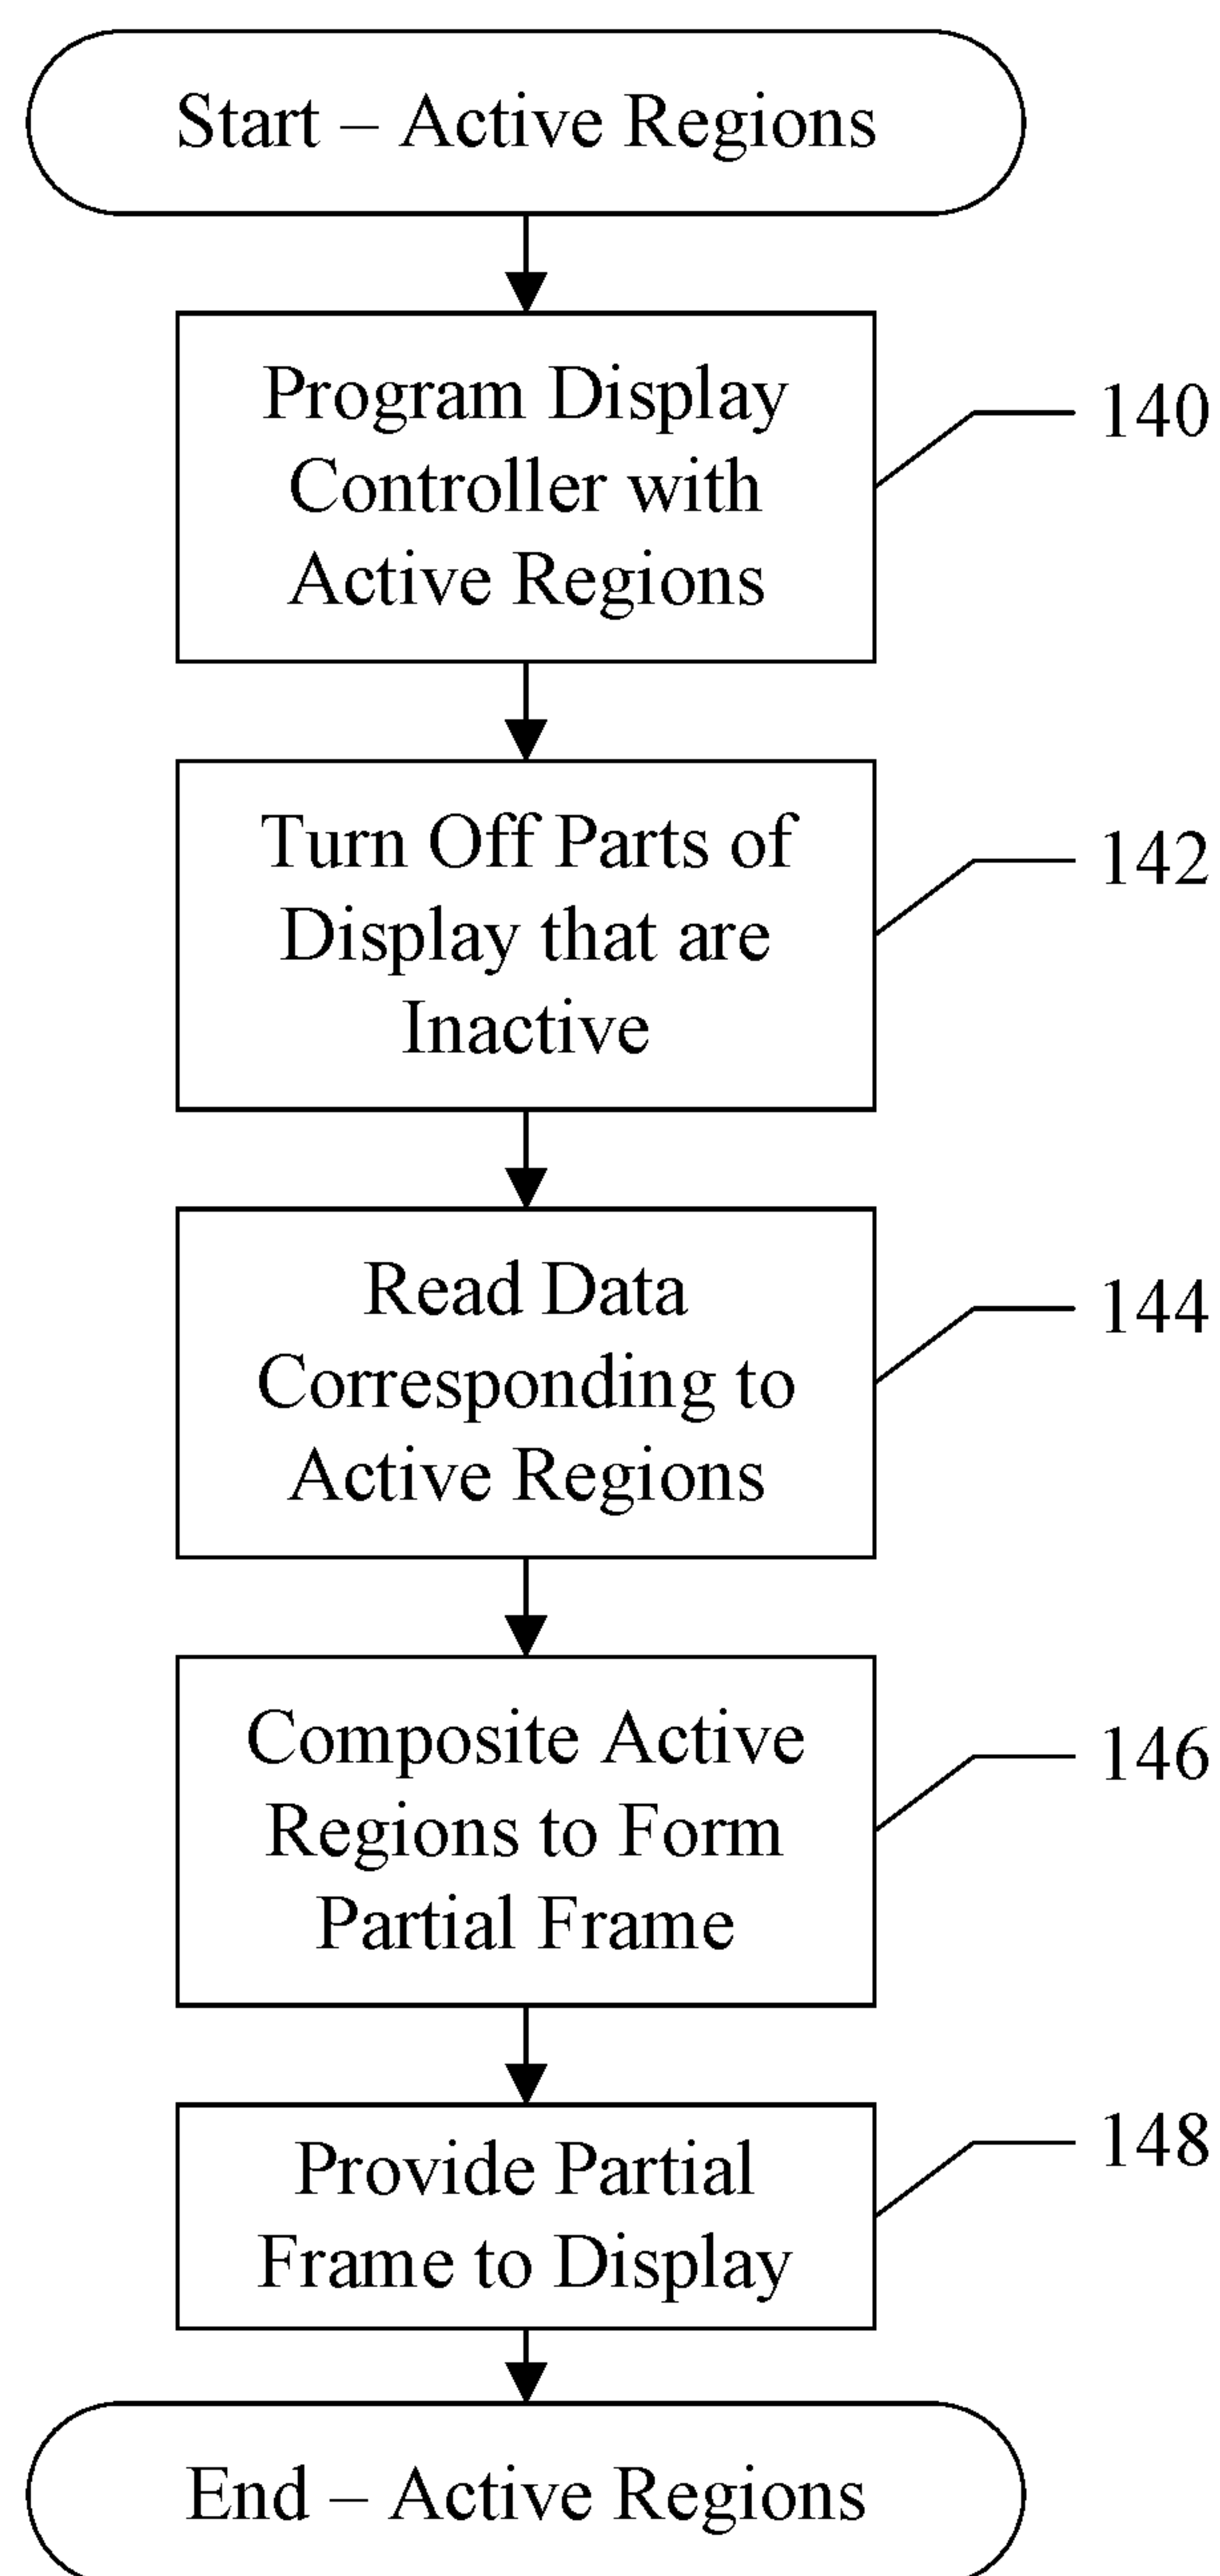 Start – Active Regions
Program Display
Controller with
Active Regions
140
Turn Off Parts of
Display that are
Inactive
142
Read Data
Corresponding to
Active Regions
144
Composite Active
Regions to Form
Partial Frame
146
Provide Partial
Frame to Display
148
End – Active Regions